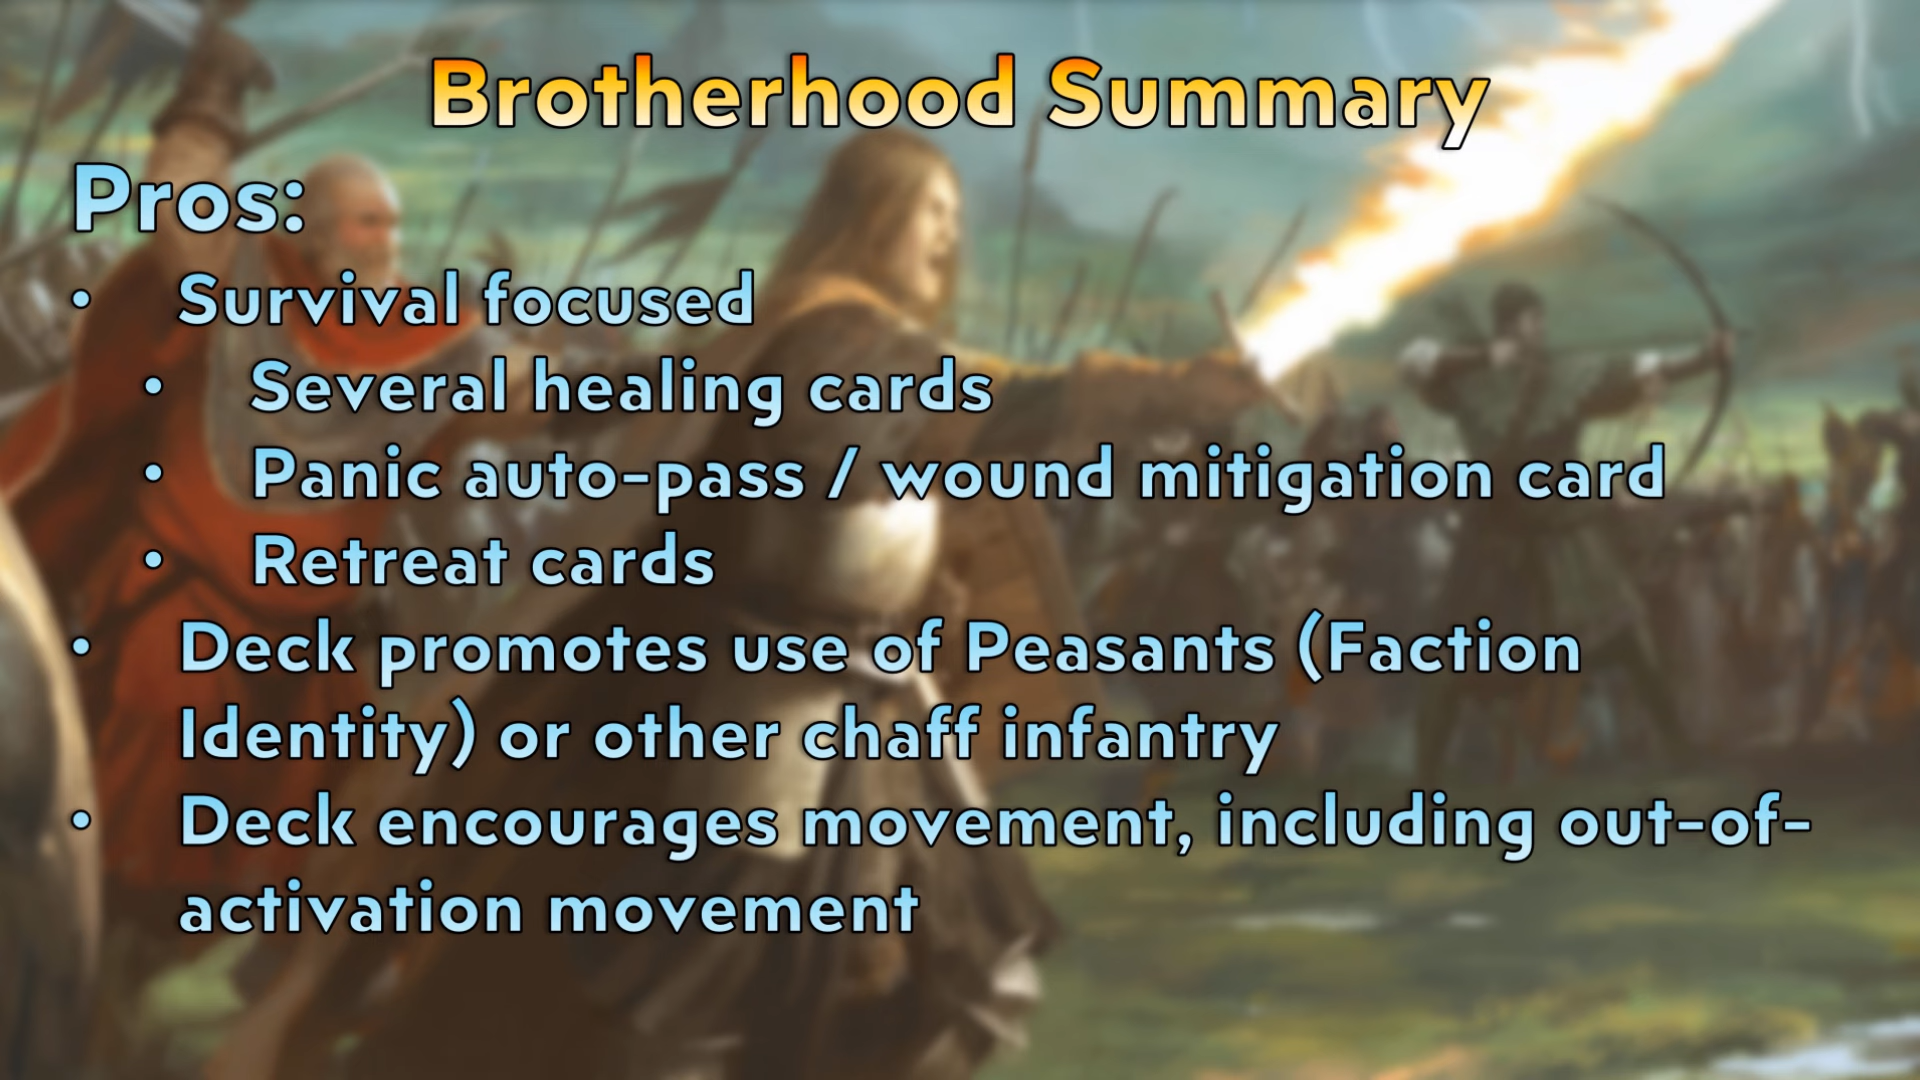 Brotherhood Summary
Pros:
• Survival focused
• Several healing cards
• Panic auto-pass / wound mitigation card
• Retreat cards
• Deck promotes use of Peasants (Faction
Identity) or other chaff infantry
• Deck encourages movement, including out-of-
activation movement